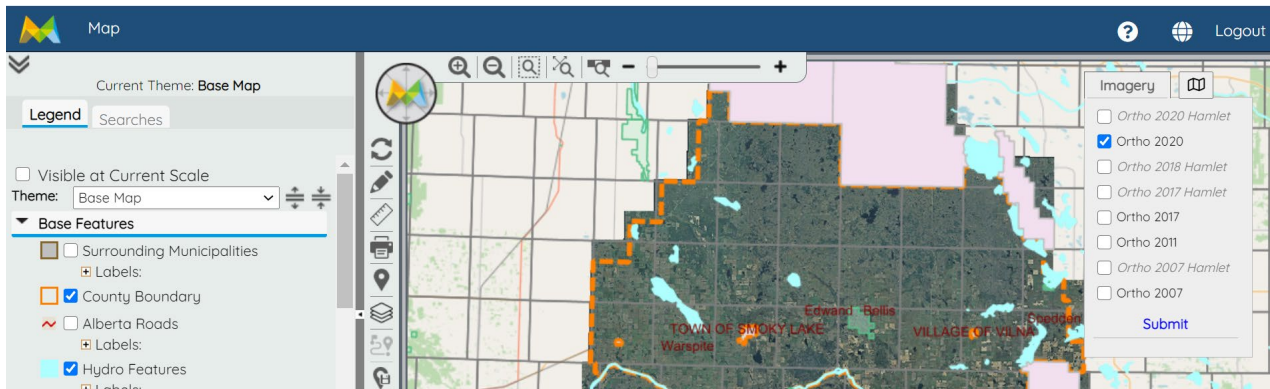 Map
? Logout
Current Theme: Base Map
Legend Searches
Visible at Current Scale
Theme: Base Map
Base Features
Surrounding Municipalities
Labels:
County Boundary
Alberta Roads
Labels:
Hydro Features
Labels:
Imagery
Ortho 2020 Hamlet
Ortho 2020
Ortho 2018 Hamlet
Ortho 2017 Hamlet
Ortho 2017
Ortho 2011
Ortho 2007 Hamlet
Ortho 2007
Submit
Edwand Bellis
Spedden
TOWN OF SMOKY LAKE
VILLAGE OF VILNA
Warspite